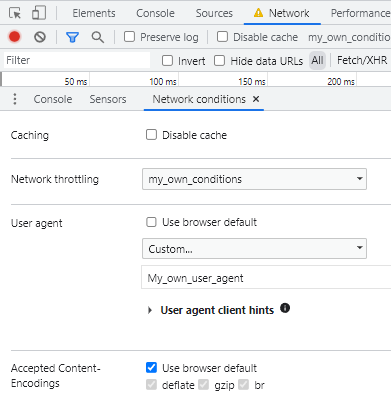 Elements Console Sources Network Performance
Preserve log Disable cache my_own_conditio
Filter Invert Hide data URLs All Fetch/XHR
50 ms 100 ms 150 ms 200 ms
Console Sensors Network conditions ×
Caching Disable cache
Network throttling my_own_conditions
User agent Use browser default
Custom...
My_own_user_agent
User agent client hints
Accepted Content- Use browser default
Encodings deflate gzip br